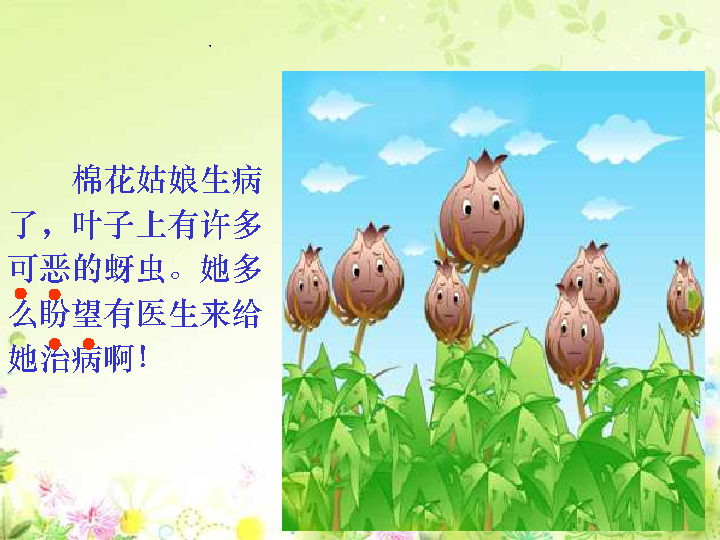 棉花姑娘生病
了，叶子上有许多
可恶的蚜虫。她多
么盼望有医生来给
她治病啊！